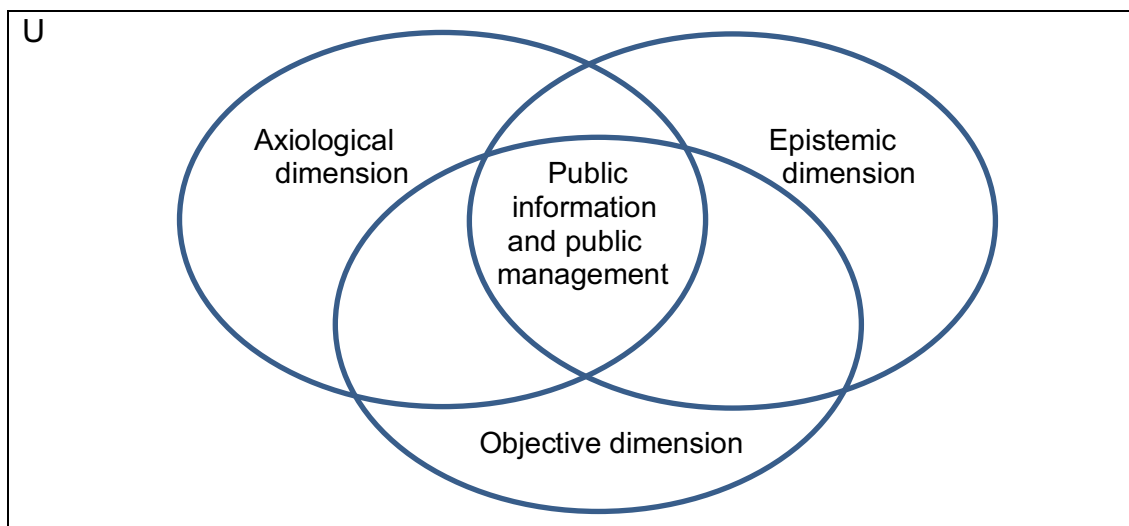 U
Axiological
dimension
Epistemic
dimension
Public
information
and public
management
Objective dimension